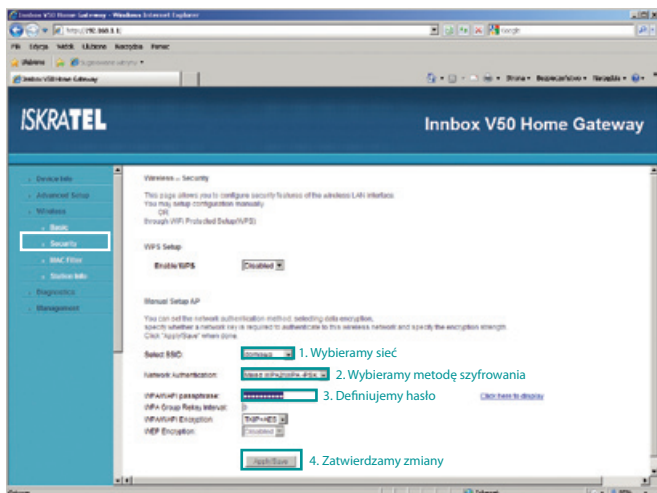 Innbox V50 Home Gateway - Windows Internet Explorer
Plik Edycja Widok Ulubione Narzędzia Pomoc
Ulubione
Innbox V50 Home Gateway
Strona Bezpieczeństwo Narzędzia
ISKRATEL
Innbox V50 Home Gateway
Device Info
Advanced Setup
Wireless
Basic
Security
MAC Filter
Station Info
Diagnostics
Management
Wireless -- Security
This page allows you to configure security features of the wireless LAN interface.
You may setup configuration manually
OR
through WiFi Protected Setup(WPS)
WPS Setup
Enable WPS Disabled
Manual Setup AP
You can set the network authentication method, selecting data encryption,
specify whether a network key is required to authenticate to this wireless network and specify the encryption strength.
Click "Apply/Save" when done.
Select SSID: 1. Wybieramy sieć
Network Authentication: Mixed WPA2/WPA -PSK 2. Wybieramy metodę szyfrowania
WPA/WAPI passphrase: 3. Definiujemy hasło Click here to display
WPA Group Rekey Interval: 0
WPA/WAPI Encryption: TKIP+AES
WEP Encryption: Disabled
Apply/Save 4. Zatwierdzamy zmiany
Internet